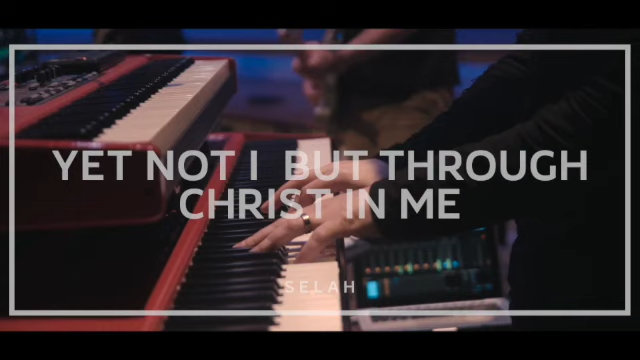 YET NOT I BUT THROUGH
CHRIST IN ME
SELAH